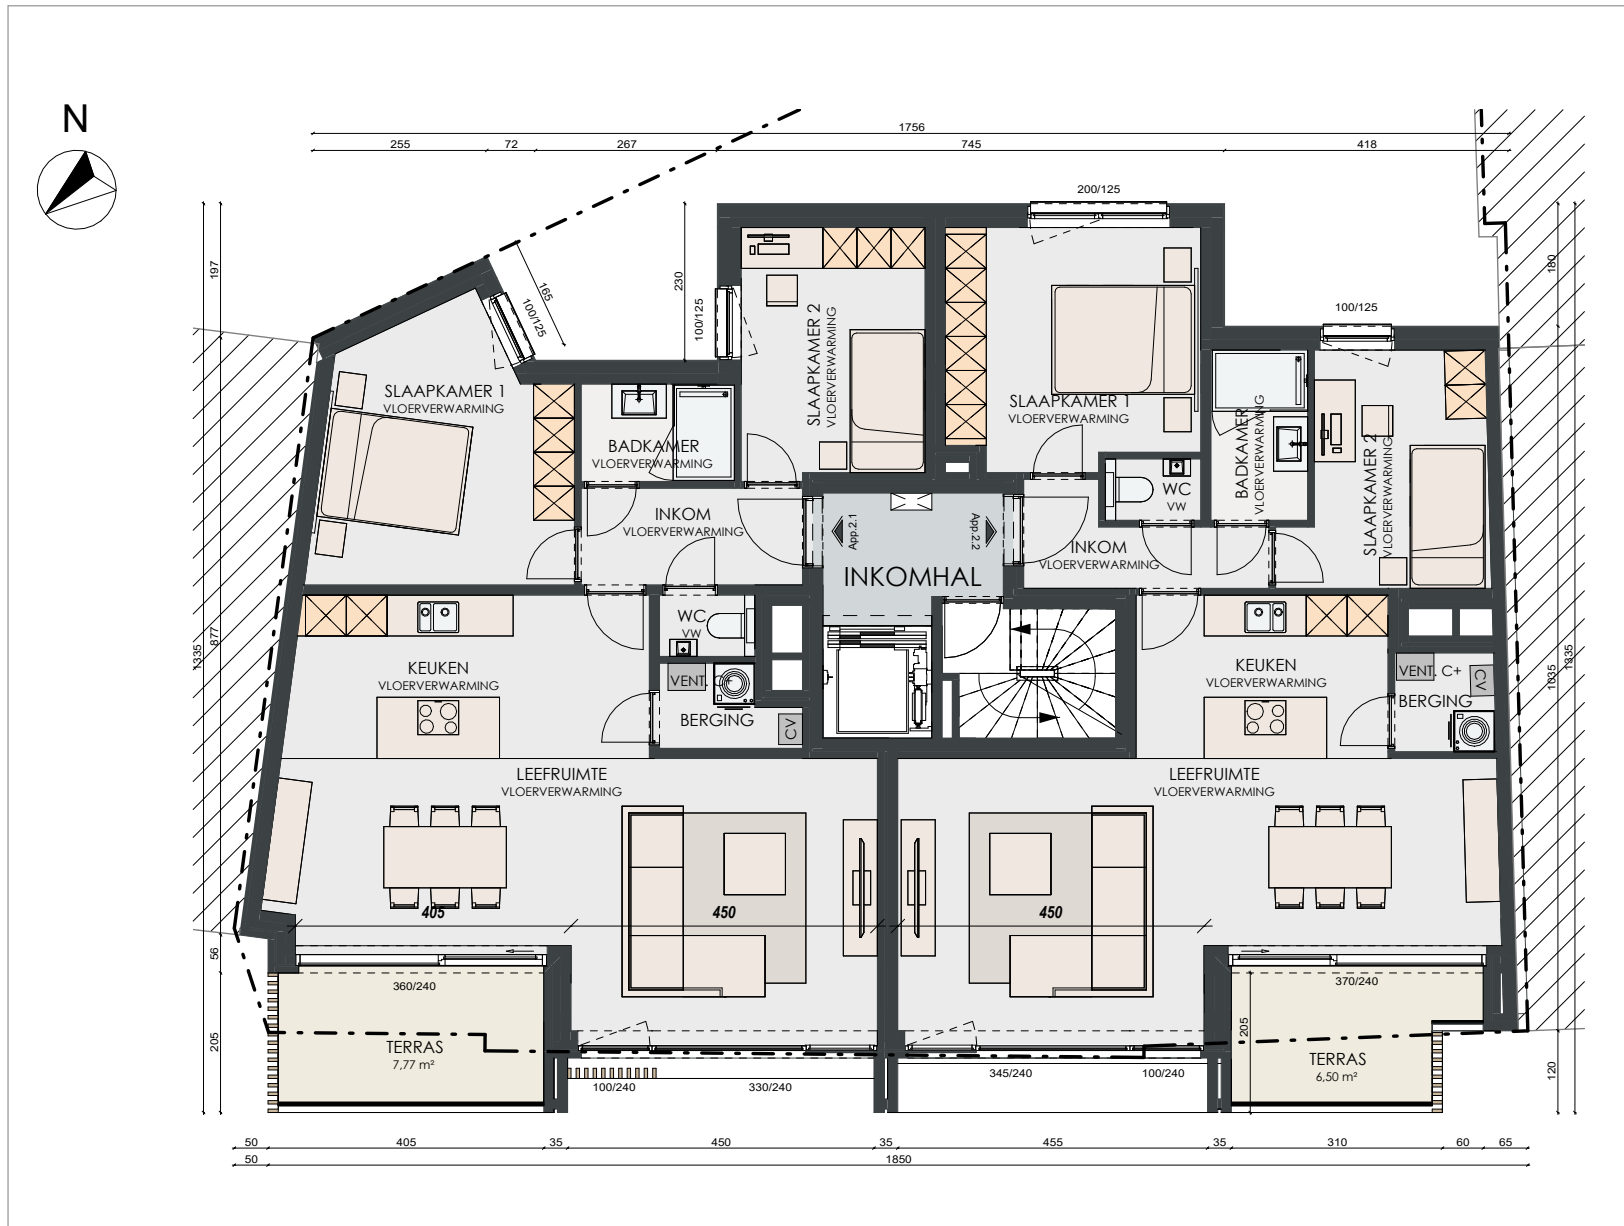 N
1756
255
72
267
745
418
200/125
197
165
100/125
230
100/125
180
100/125
SLAAPKAMER 1
VLOERVERWARMING
SLAAPKAMER 2
VLOERVERWARMING
SLAAPKAMER 1
VLOERVERWARMING
BADKAMER
VLOERVERWARMING
BADKAMER
VLOERVERWARMING
SLAAPKAMER 2
VLOERVERWARMING
WC
VW
INKOM
VLOERVERWARMING
App.2.1
App.2.2
INKOM
VLOERVERWARMING
INKOMHAL
877
1335
WC
VW
KEUKEN
VLOERVERWARMING
VENT. C+
BERGING
CV
KEUKEN
VLOERVERWARMING
VENT. C+
CV
BERGING
1035
1335
LEEFRUIMTE
VLOERVERWARMING
LEEFRUIMTE
VLOERVERWARMING
405
450
450
56
360/240
370/240
205
205
TERRAS
7,77 m²
TERRAS
6,50 m²
120
100/240
330/240
345/240
100/240
50
405
35
450
35
455
35
310
60
65
50
1850